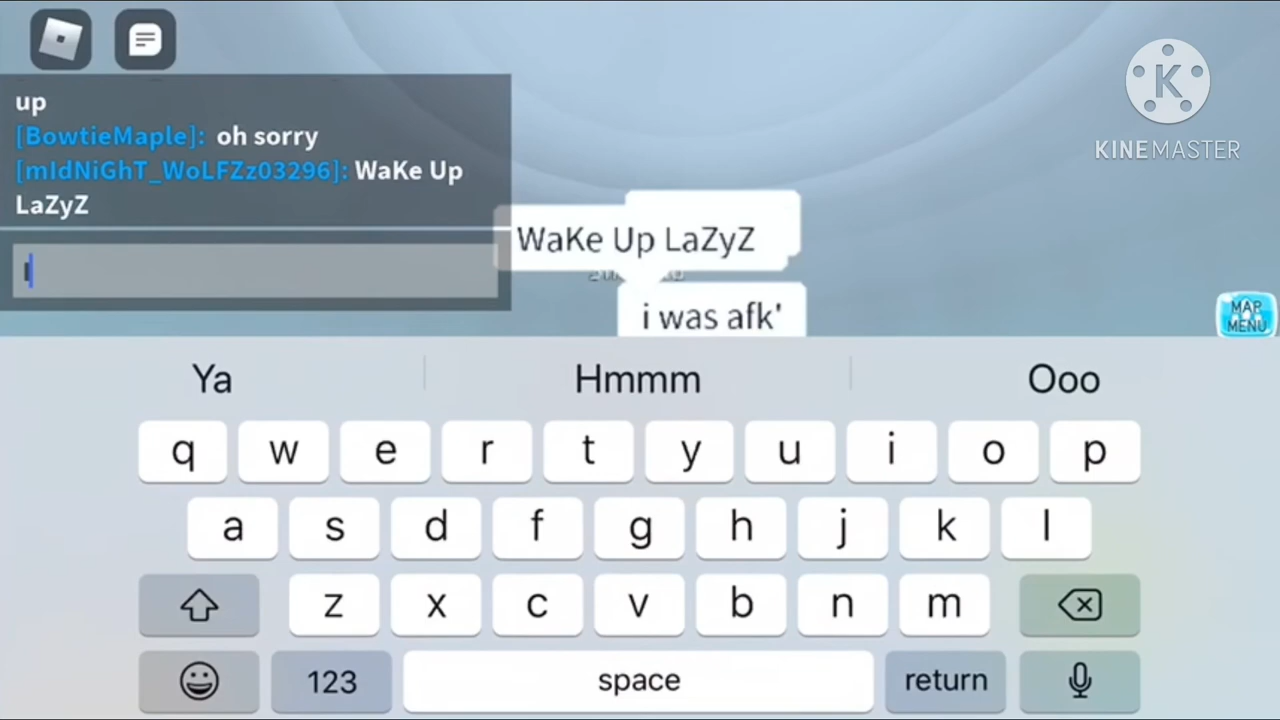 up
[BowtieMaple]: oh sorry
[mIdNiGhT_WoLFZz03296]: WaKe Up
LaZyZ
K
KINEMASTER
WaKe Up LaZyZ
i was afk'
MAP
MENU
Ya Hmmm Ooo
q w e r t y u i o p
a s d f g h j k l
z x c v b n m
123 space return